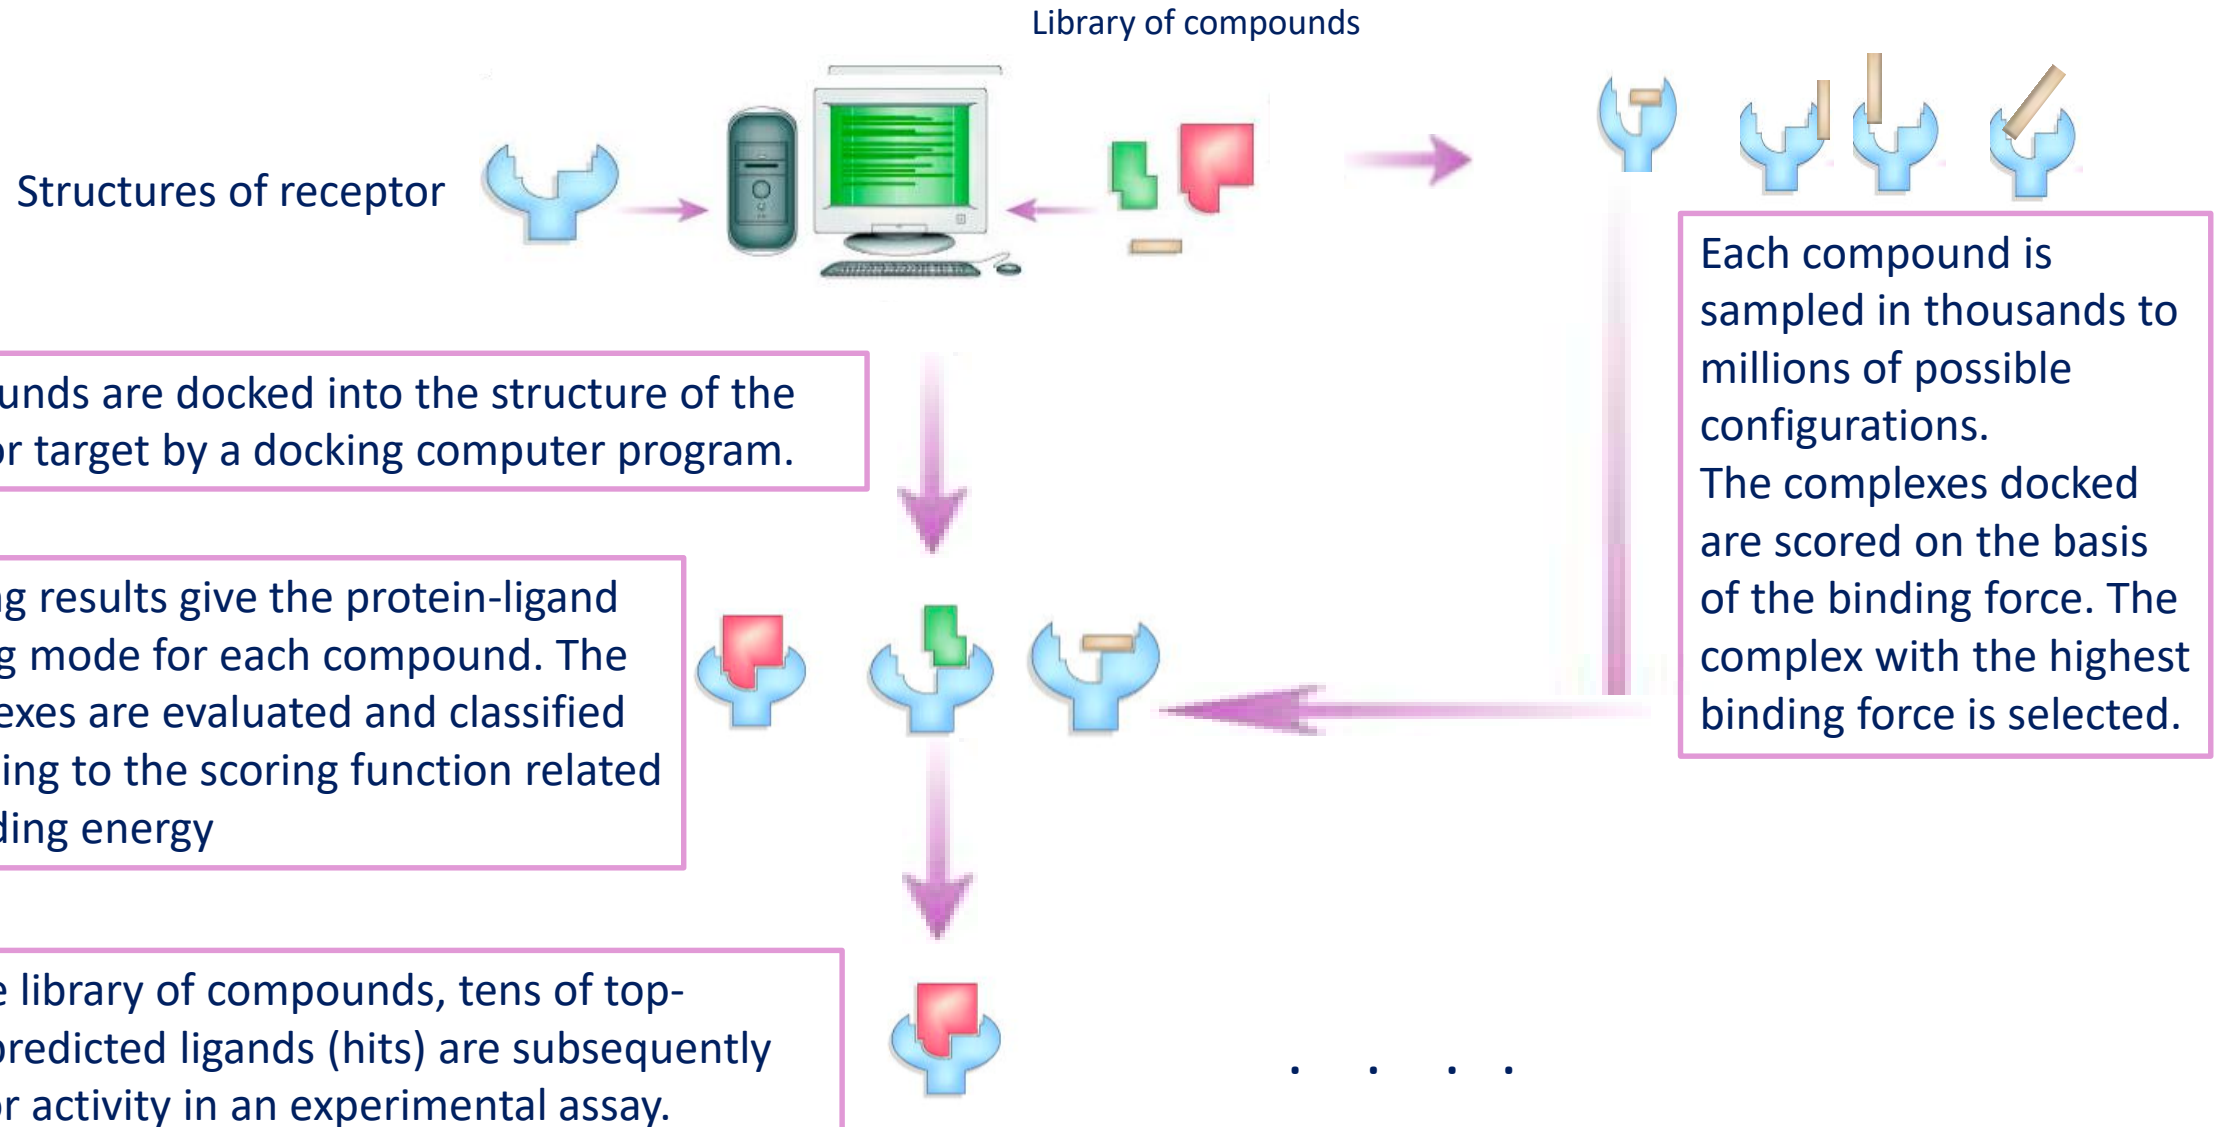 Library of compounds
Structures of receptor
Each compound is
sampled in thousands to
millions of possible
configurations.
The complexes docked
are scored on the basis
of the binding force. The
complex with the highest
binding force is selected.
unds are docked into the structure of the
or target by a docking computer program.
ng results give the protein-ligand
g mode for each compound. The
exes are evaluated and classified
ing to the scoring function related
ding energy
e library of compounds, tens of top-
predicted ligands (hits) are subsequently
or activity in an experimental assay.
. . . .